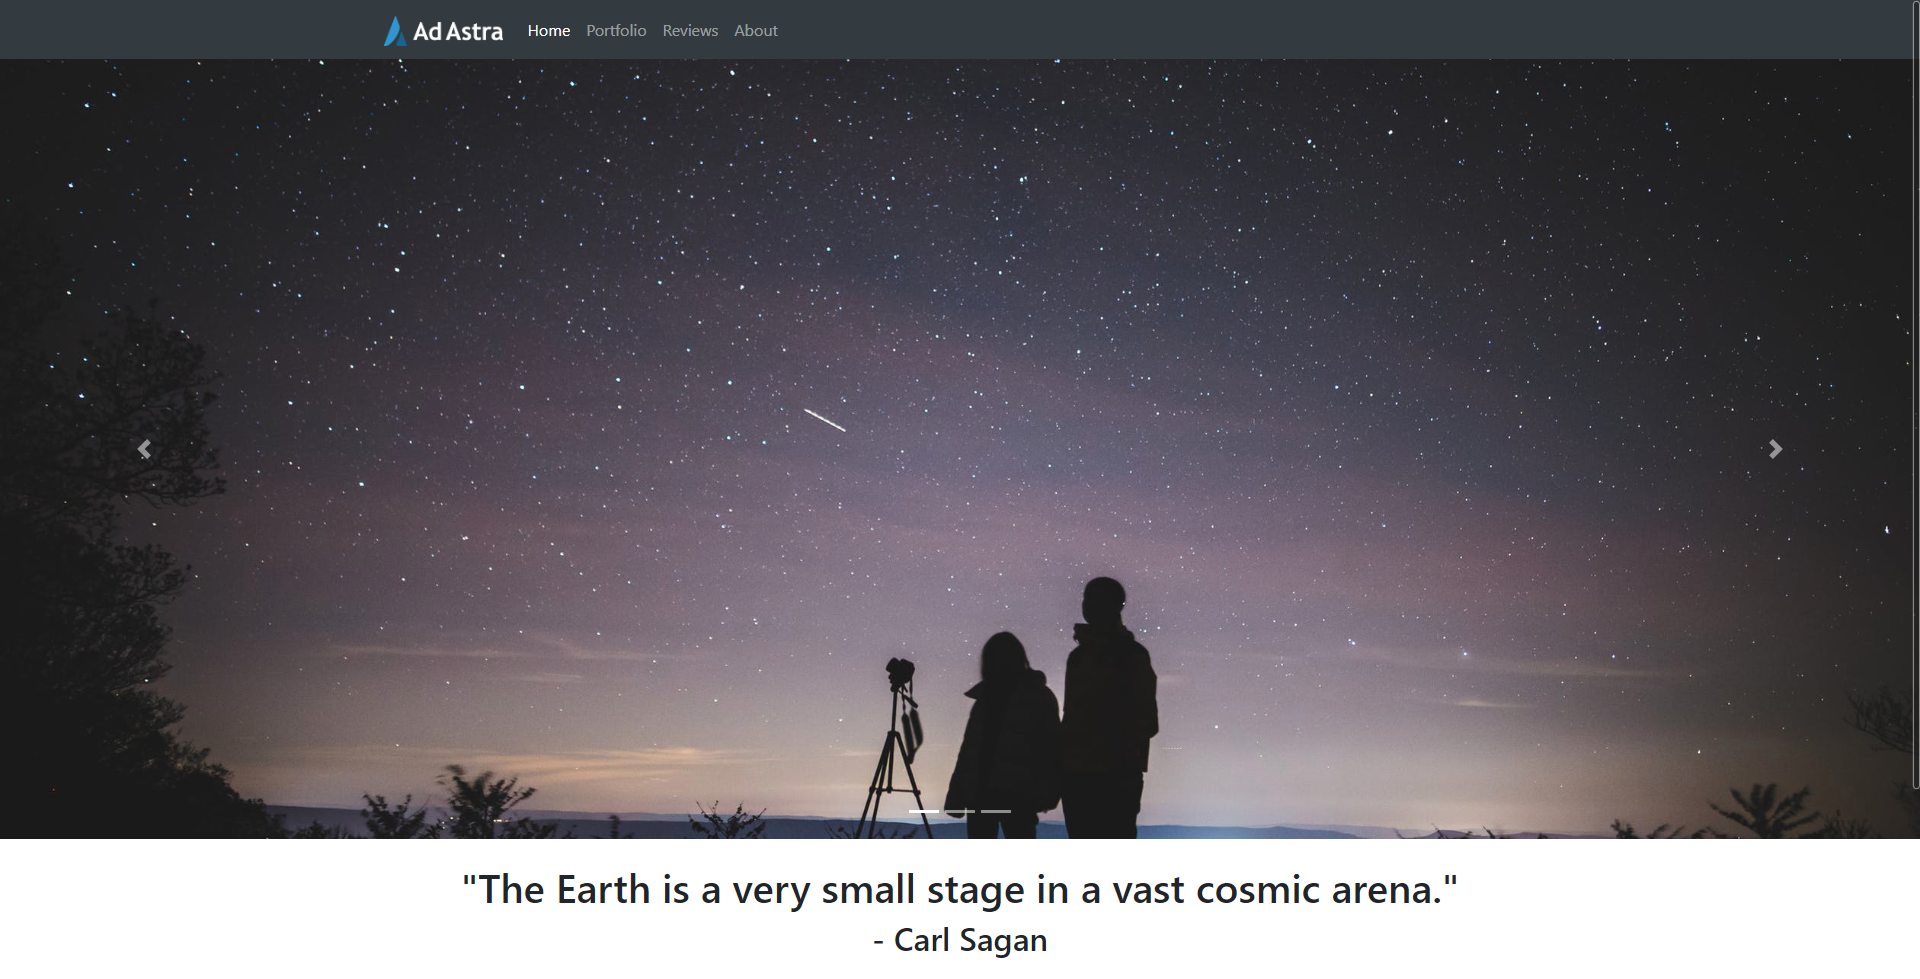 Ad Astra Home Portfolio Reviews About
"The Earth is a very small stage in a vast cosmic arena."
- Carl Sagan